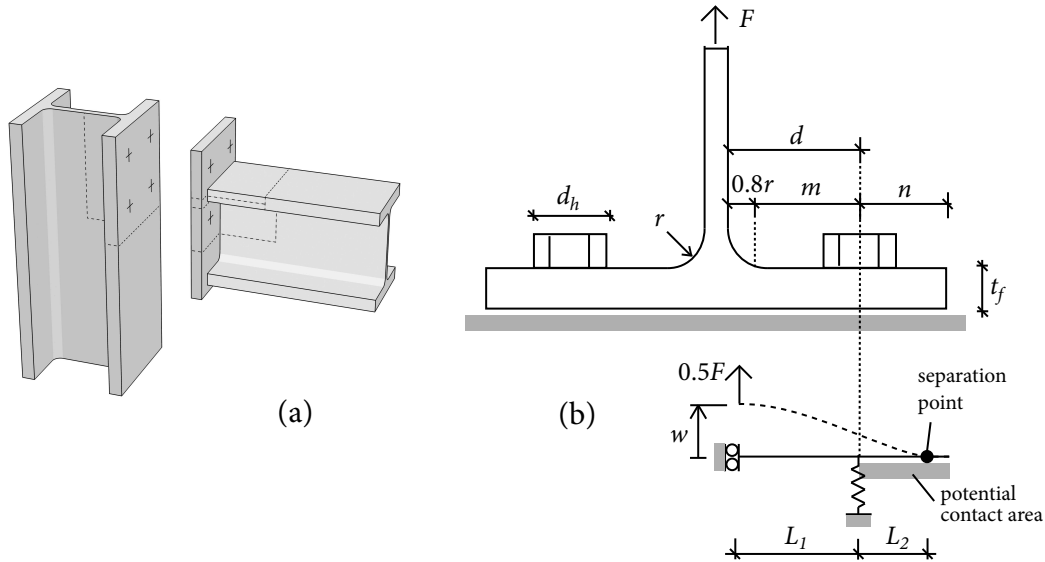 F
d
0.8r
m
n
d_h
r
t_f
0.5F
separation
point
(a)
(b)
w
potential
contact area
L_1
L_2